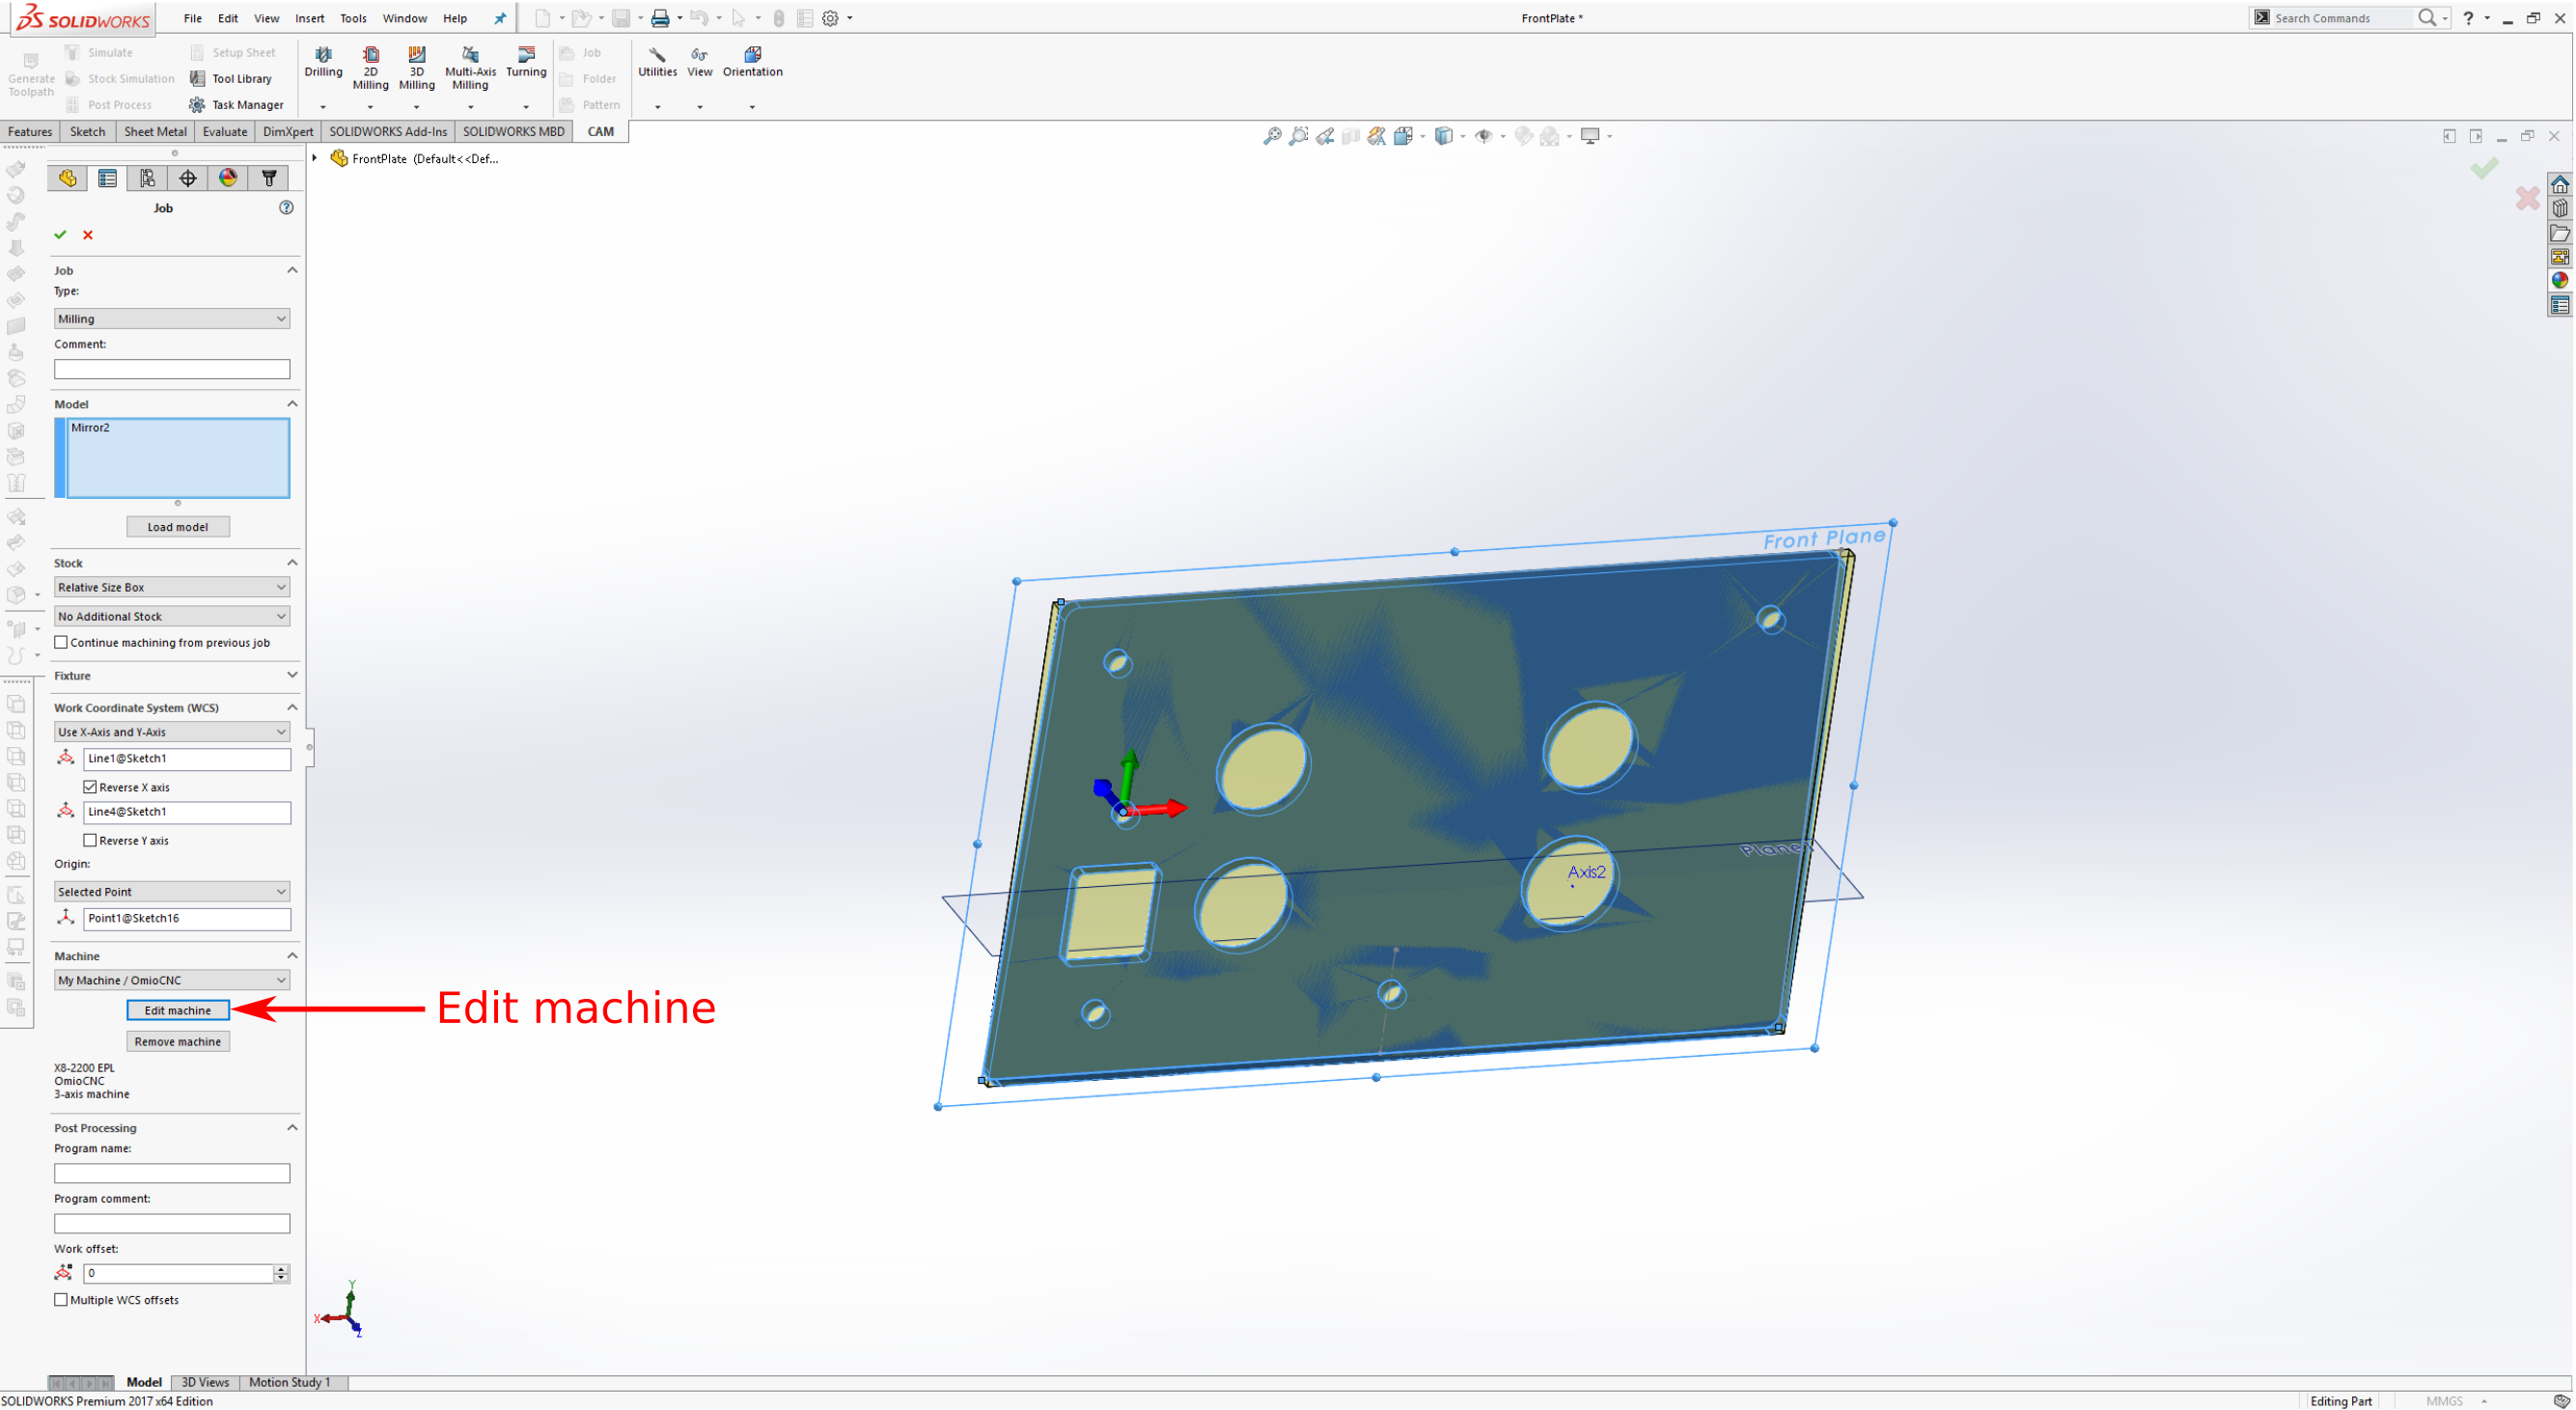 SOLIDWORKS File Edit View Insert Tools Window Help FrontPlate * Search Commands ?
Simulate Setup Sheet Job
Generate Toolpath Stock Simulation Tool Library Drilling 2D Milling 3D Milling Multi-Axis Milling Turning Folder Utilities View Orientation
Post Process Task Manager Pattern
Features Sketch Sheet Metal Evaluate DimXpert SOLIDWORKS Add-Ins SOLIDWORKS MBD CAM
FrontPlate (Default<<Def...
Job ?
Job
Type:
Milling
Comment:
Model
Mirror2
Load model
Stock
Relative Size Box
No Additional Stock
Continue machining from previous job
Fixture
Work Coordinate System (WCS)
Use X-Axis and Y-Axis
Line1@Sketch1
Reverse X axis
Line4@Sketch1
Reverse Y axis
Origin:
Selected Point
Point1@Sketch16
Machine
My Machine / OmioCNC
Edit machine
Remove machine
X8-2200 EPL
OmioCNC
3-axis machine
Post Processing
Program name:
Program comment:
Work offset:
0
Multiple WCS offsets
Edit machine
Front Plane
Axis2
Y
X
Z
Model 3D Views Motion Study 1
SOLIDWORKS Premium 2017 x64 Edition Editing Part MMGS